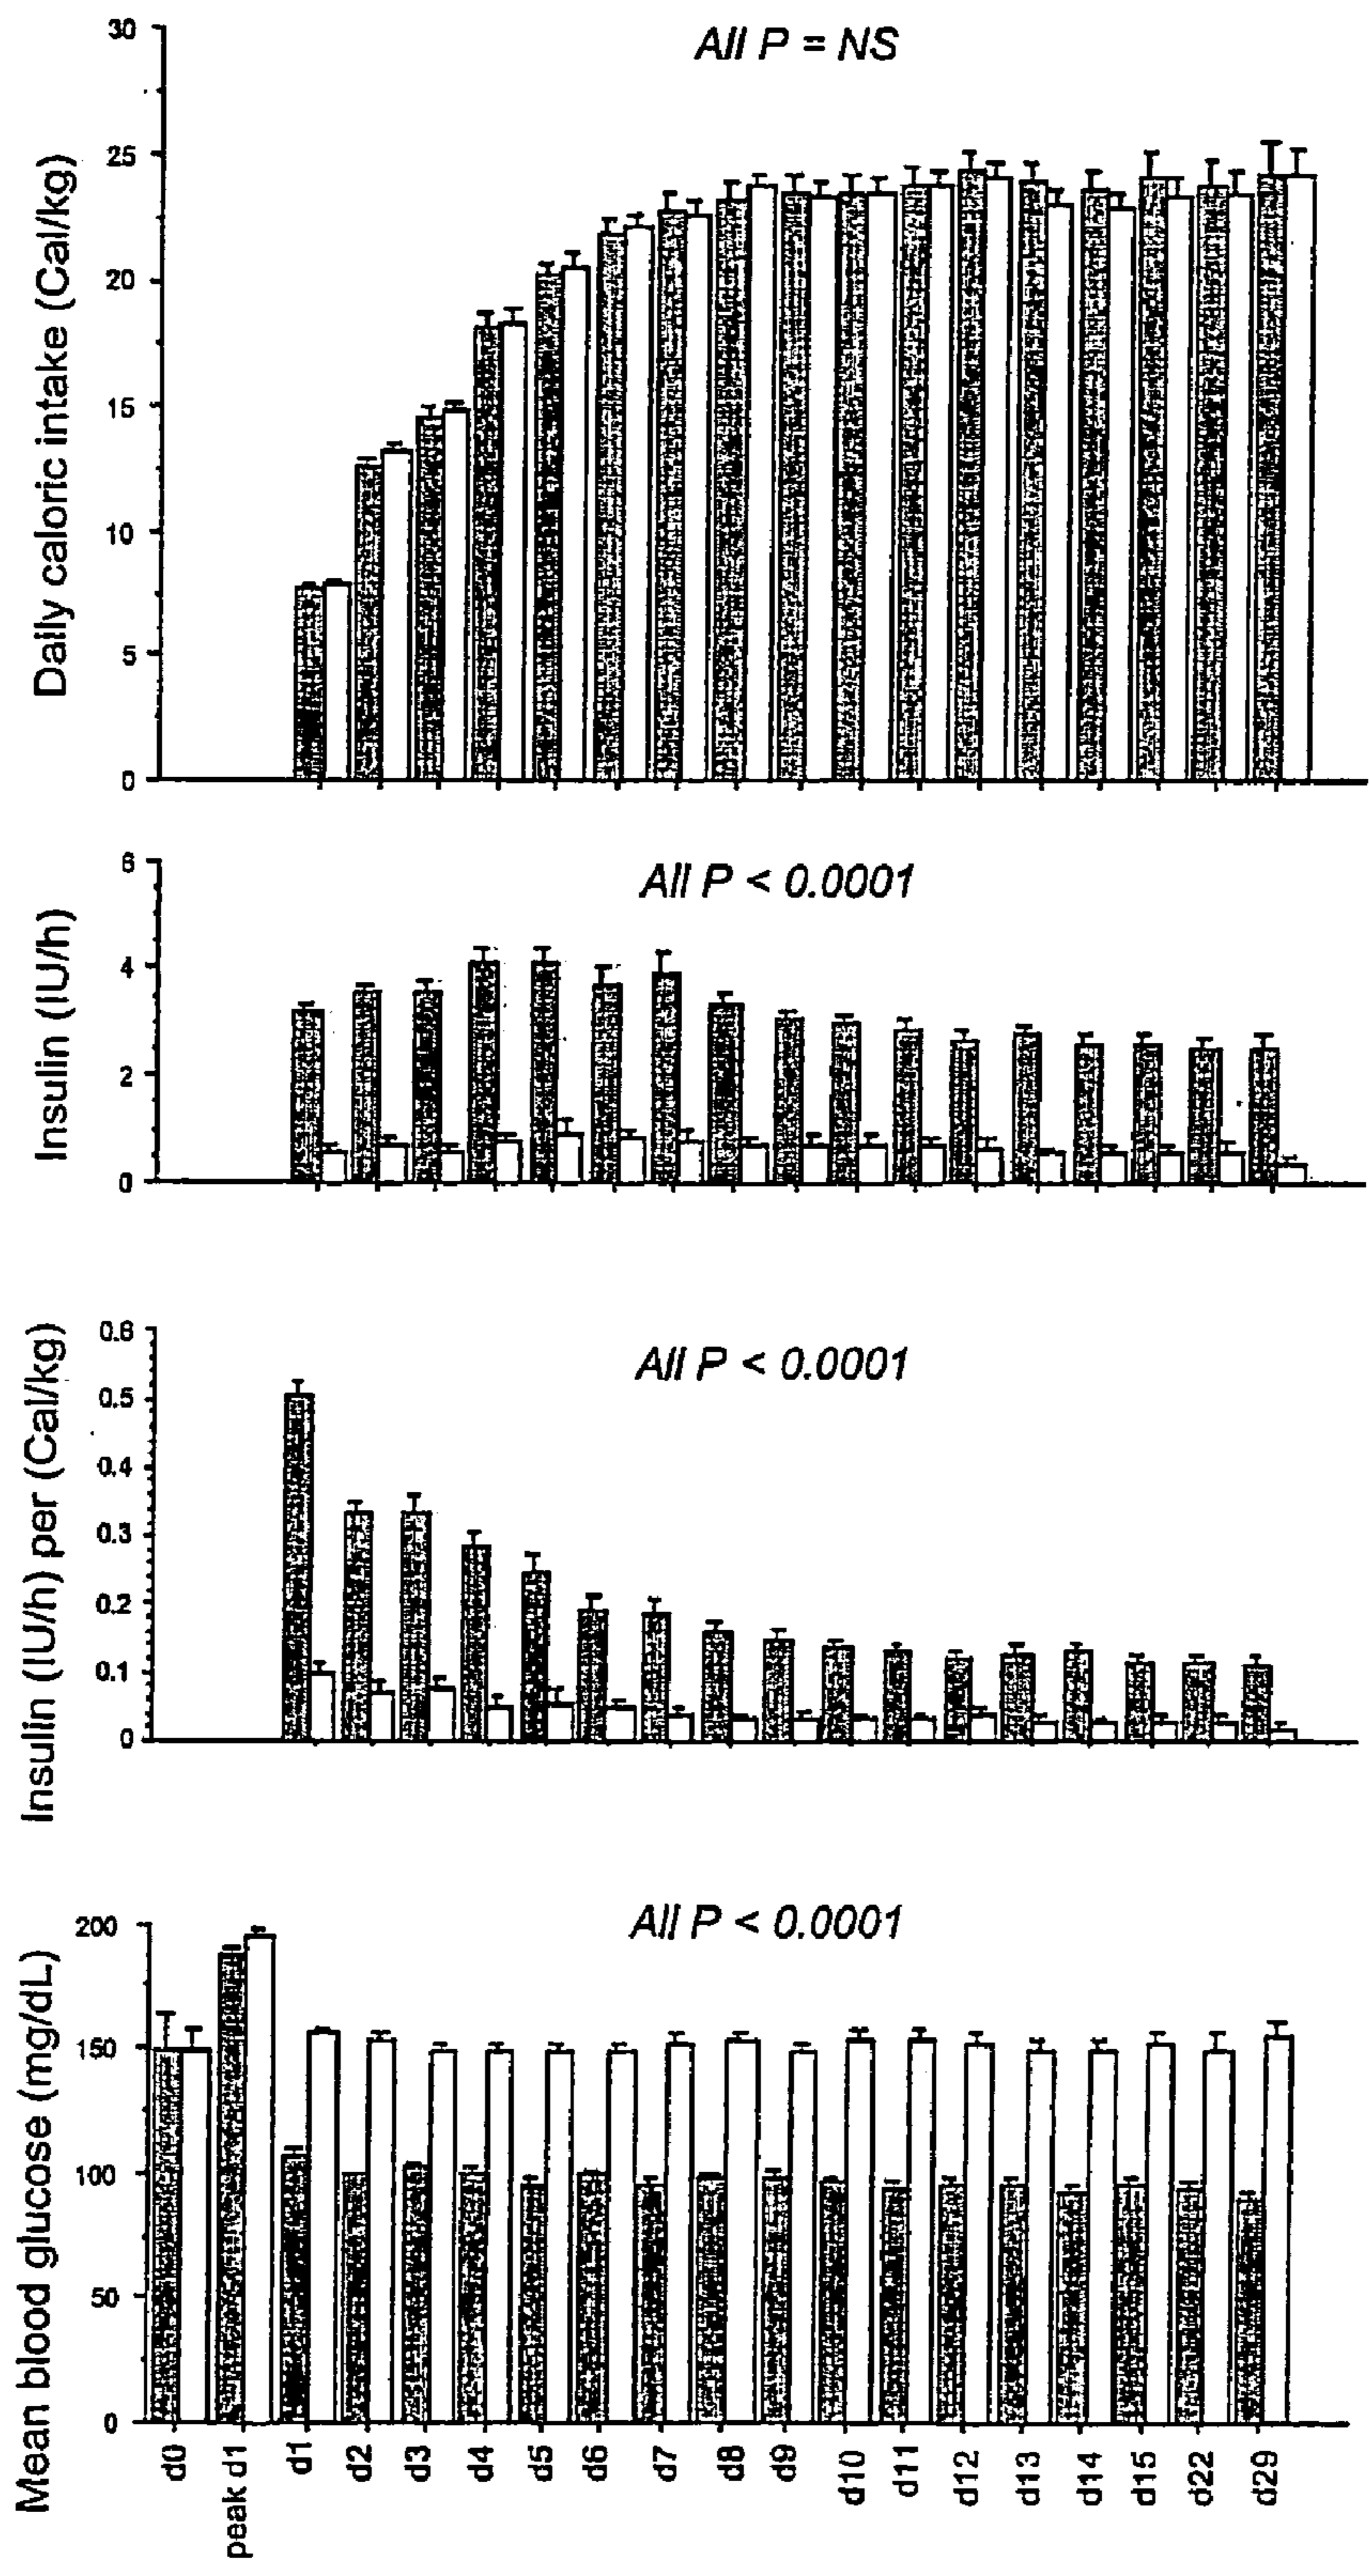 Daily caloric intake (Cal/kg)
All P = NS
30
25
20
15
10
5
0
Insulin (IU/h)
All P < 0.0001
6
4
2
0
Insulin (IU/h) per (Cal/kg)
All P < 0.0001
0.6
0.5
0.4
0.3
0.2
0.1
0
Mean blood glucose (mg/dL)
All P < 0.0001
200
150
100
50
0
d0
peak d1
d1
d2
d3
d4
d5
d6
d7
d8
d9
d10
d11
d12
d13
d14
d15
d22
d29